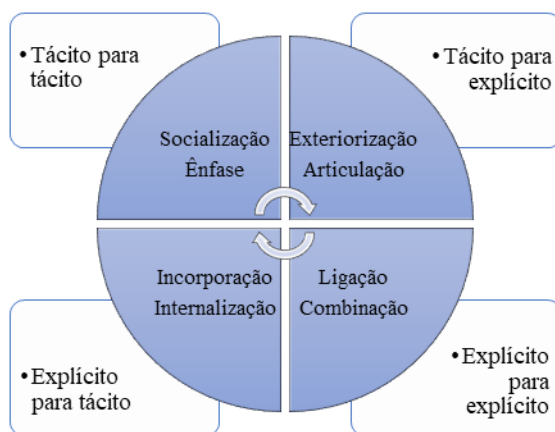 • Tácito para
tácito
• Tácito para
explícito
Socialização
Ênfase
Exteriorização
Articulação
Incorporação
Internalização
Ligação
Combinação
• Explícito
para tácito
• Explícito
para
explícito